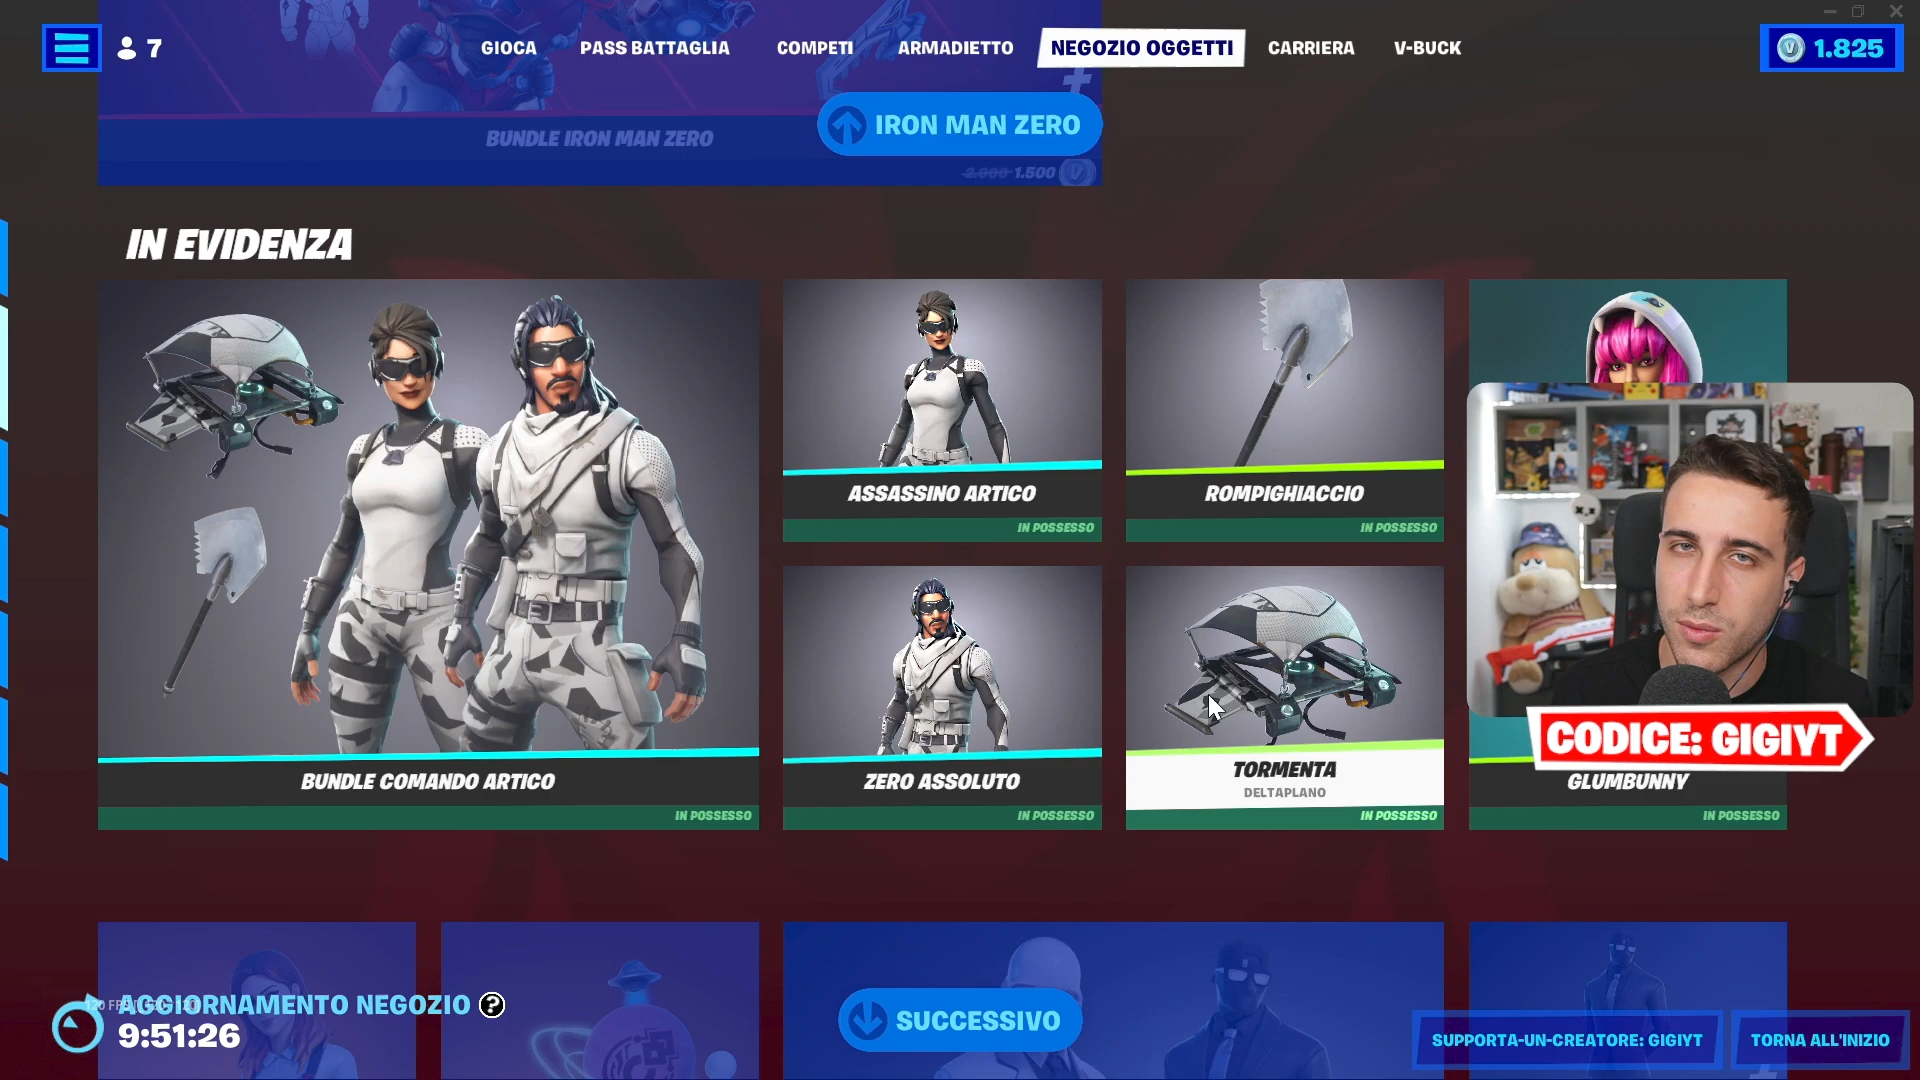 7
GIOCA
PASS BATTAGLIA
COMPETI
ARMADIETTO
NEGOZIO OGGETTI
CARRIERA
V-BUCK
1.825
IRON MAN ZERO
BUNDLE IRON MAN ZERO
2.000 1.500
IN EVIDENZA
BUNDLE COMANDO ARTICO
IN POSSESSO
ASSASSINO ARTICO
IN POSSESSO
ROMPIGHIACCIO
IN POSSESSO
ZERO ASSOLUTO
IN POSSESSO
TORMENTA
DELTAPLANO
IN POSSESSO
CODICE: GIGIYT
GLUMBUNNY
IN POSSESSO
AGGIORNAMENTO NEGOZIO ?
9:51:26
SUCCESSIVO
SUPPORTA-UN-CREATORE: GIGIYT
TORNA ALL'INIZIO